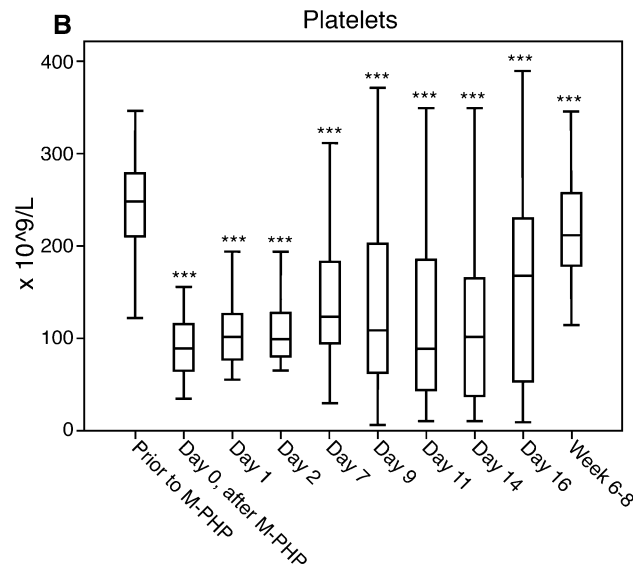 B
Platelets
x 10^9/L
400
300
200
100
0
***
***
***
***
***
***
***
***
***
Prior to M-PHP
Day 0, after M-PHP
Day 1
Day 2
Day 7
Day 9
Day 11
Day 14
Day 16
Week 6-8